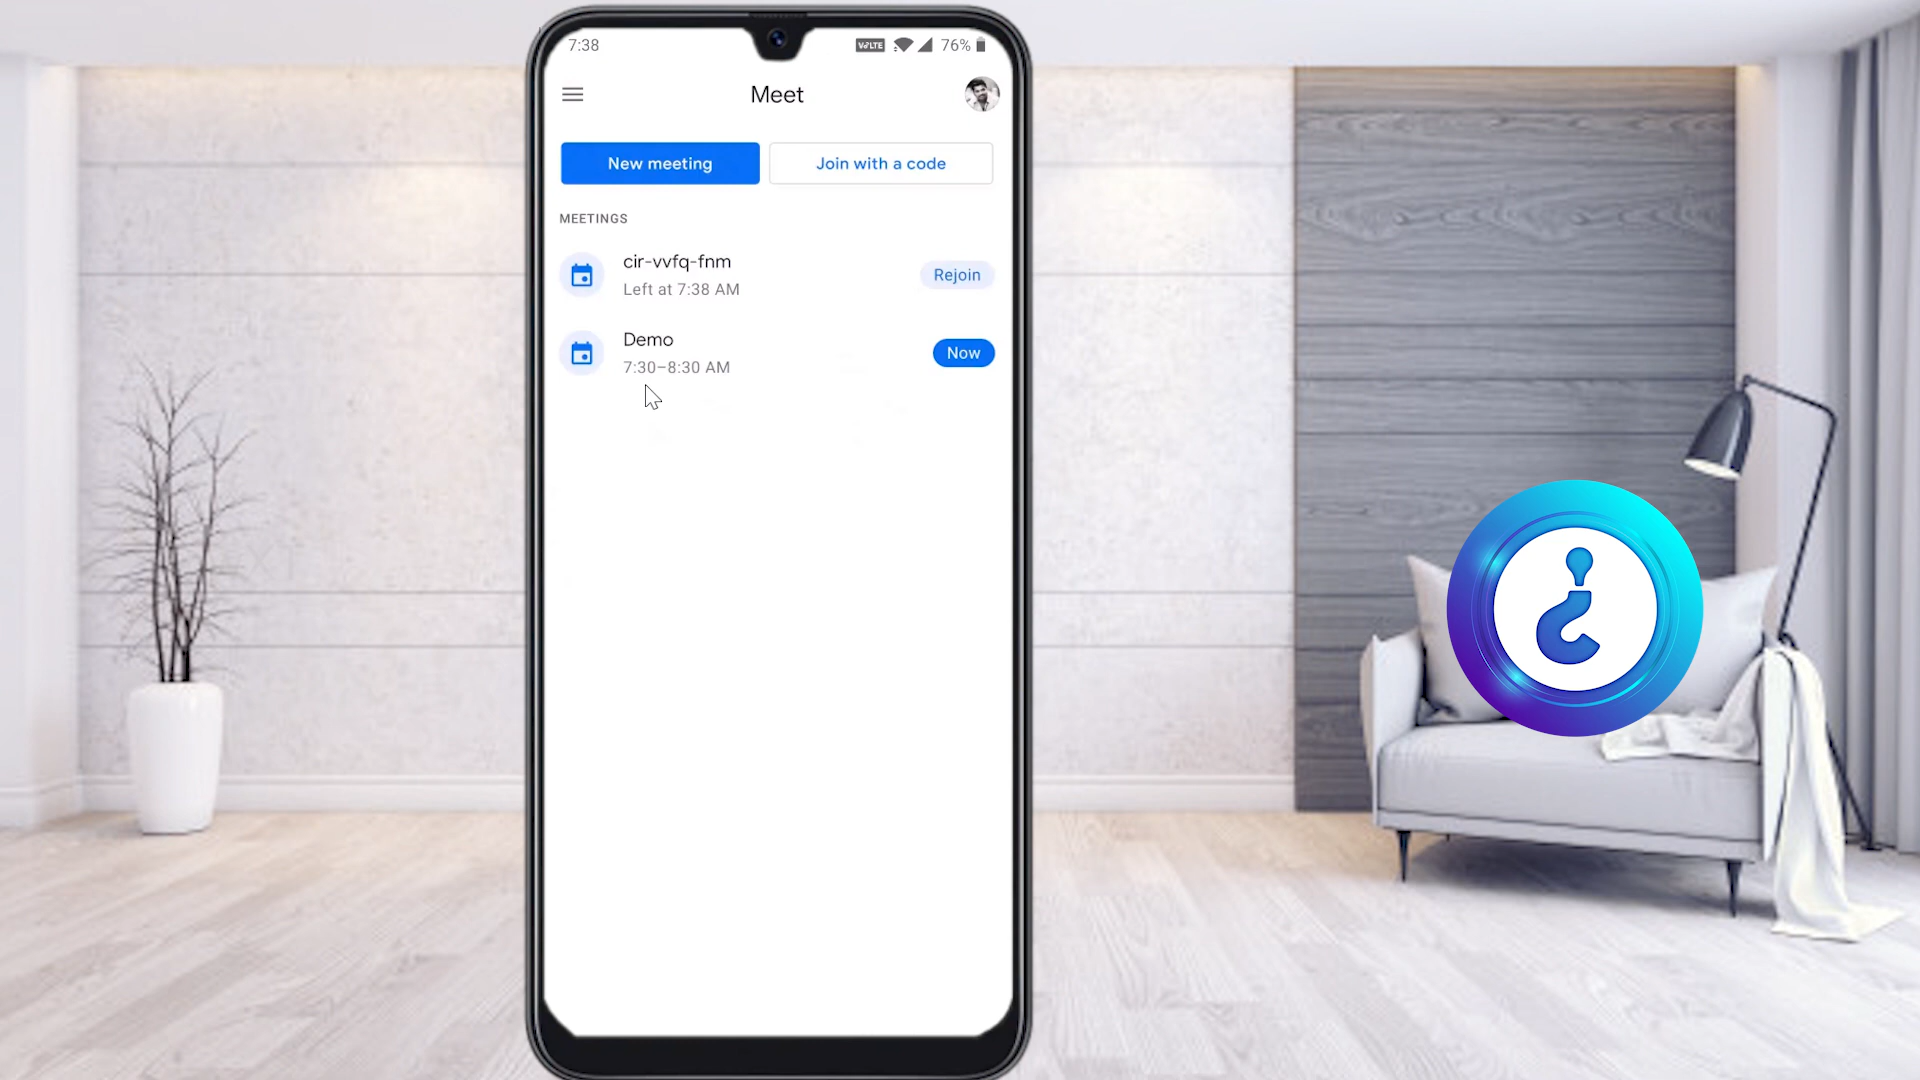 7:38
VoLTE
76%
Meet
New meeting
Join with a code
MEETINGS
cir-vvfq-fnm
Left at 7:38 AM
Rejoin
Demo
7:30–8:30 AM
Now